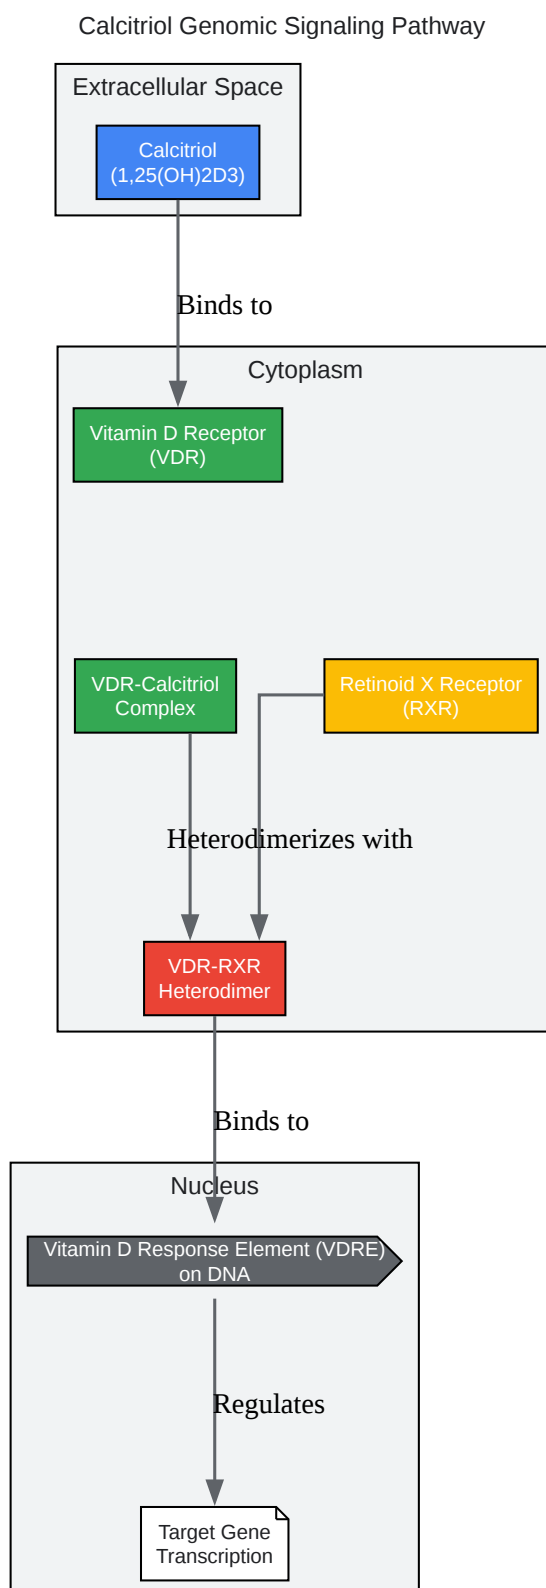 Calcitriol Genomic Signaling Pathway
Extracellular Space
Calcitriol
(1,25(OH)2D3)
Binds to
Cytoplasm
Vitamin D Receptor
(VDR)
VDR-Calcitriol
Complex
Retinoid X Receptor
(RXR)
Heterodimerizes with
VDR-RXR
Heterodimer
Binds to
Nucleus
Vitamin D Response Element (VDRE)
on DNA
Regulates
Target Gene
Transcription